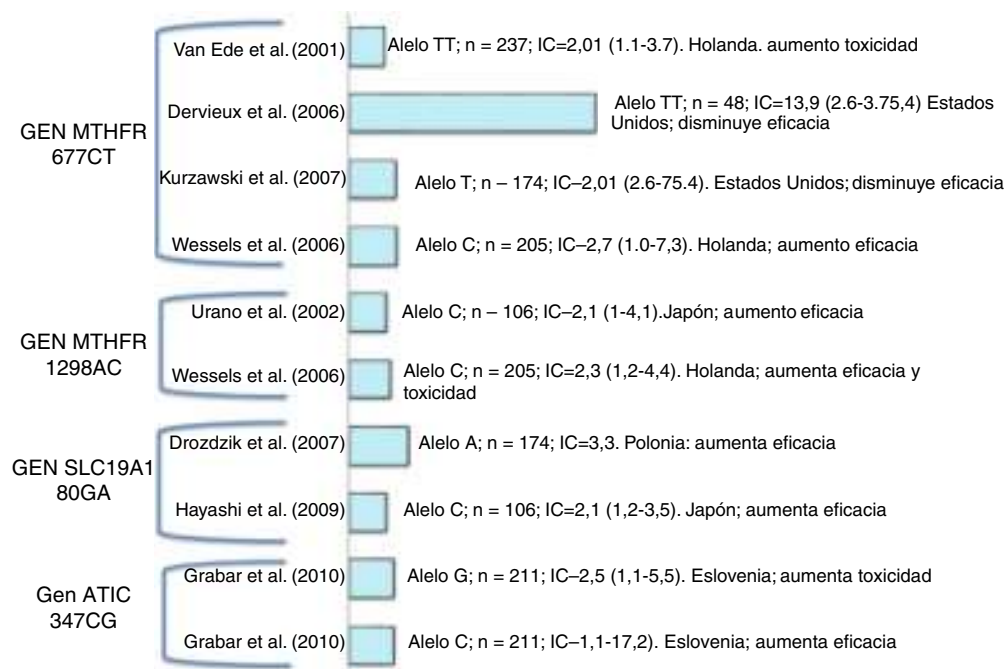 GEN MTHFR
677CT
Van Ede et al. (2001)
Alelo TT; n = 237; IC=2,01 (1.1-3.7). Holanda. aumento toxicidad
Dervieux et al. (2006)
Alelo TT; n = 48; IC=13,9 (2.6-3.75,4) Estados
Unidos; disminuye eficacia
Kurzawski et al. (2007)
Alelo T; n – 174; IC–2,01 (2.6-75.4). Estados Unidos; disminuye eficacia
Wessels et al. (2006)
Alelo C; n = 205; IC–2,7 (1.0-7,3). Holanda; aumento eficacia
GEN MTHFR
1298AC
Urano et al. (2002)
Alelo C; n – 106; IC–2,1 (1-4,1).Japón; aumento eficacia
Wessels et al. (2006)
Alelo C; n = 205; IC=2,3 (1,2-4,4). Holanda; aumenta eficacia y
toxicidad
GEN SLC19A1
80GA
Drozdzik et al. (2007)
Alelo A; n = 174; IC=3,3. Polonia: aumenta eficacia
Hayashi et al. (2009)
Alelo C; n = 106; IC=2,1 (1,2-3,5). Japón; aumenta eficacia
Gen ATIC
347CG
Grabar et al. (2010)
Alelo G; n = 211; IC–2,5 (1,1-5,5). Eslovenia; aumenta toxicidad
Grabar et al. (2010)
Alelo C; n = 211; IC–1,1-17,2). Eslovenia; aumenta eficacia